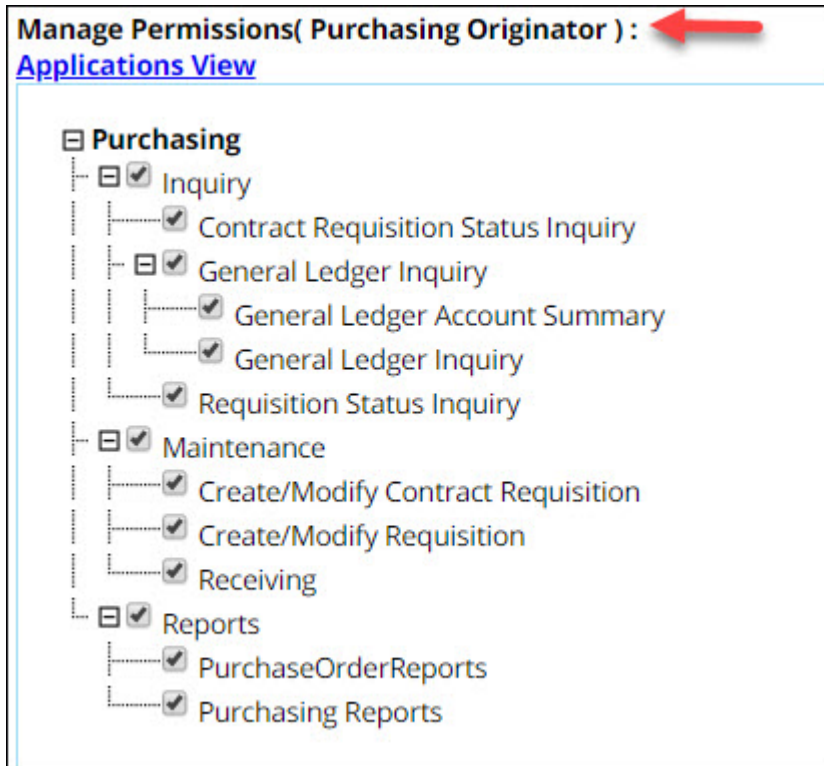 Manage Permissions( Purchasing Originator ) :
Applications View
Purchasing
Inquiry
Contract Requisition Status Inquiry
General Ledger Inquiry
General Ledger Account Summary
General Ledger Inquiry
Requisition Status Inquiry
Maintenance
Create/Modify Contract Requisition
Create/Modify Requisition
Receiving
Reports
PurchaseOrderReports
Purchasing Reports